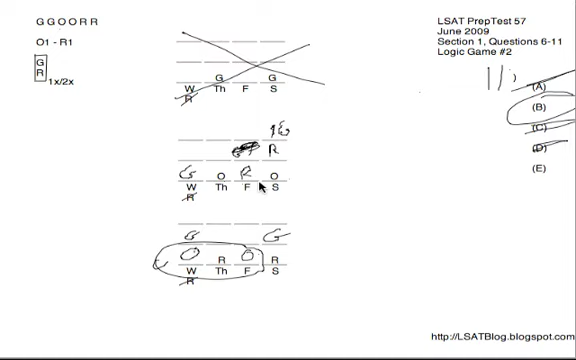 G G O O R R
O1 - R1
G
R
1x/2x
LSAT PrepTest 57
June 2009
Section 1, Questions 6-11
Logic Game #2
G G
W Th F S
R
11)
(A)
(B)
(C)
(D)
(E)
R
G O R O
W Th F S
R
G G
O R O R
W Th F S
R
http://LSATBlog.blogspot.com